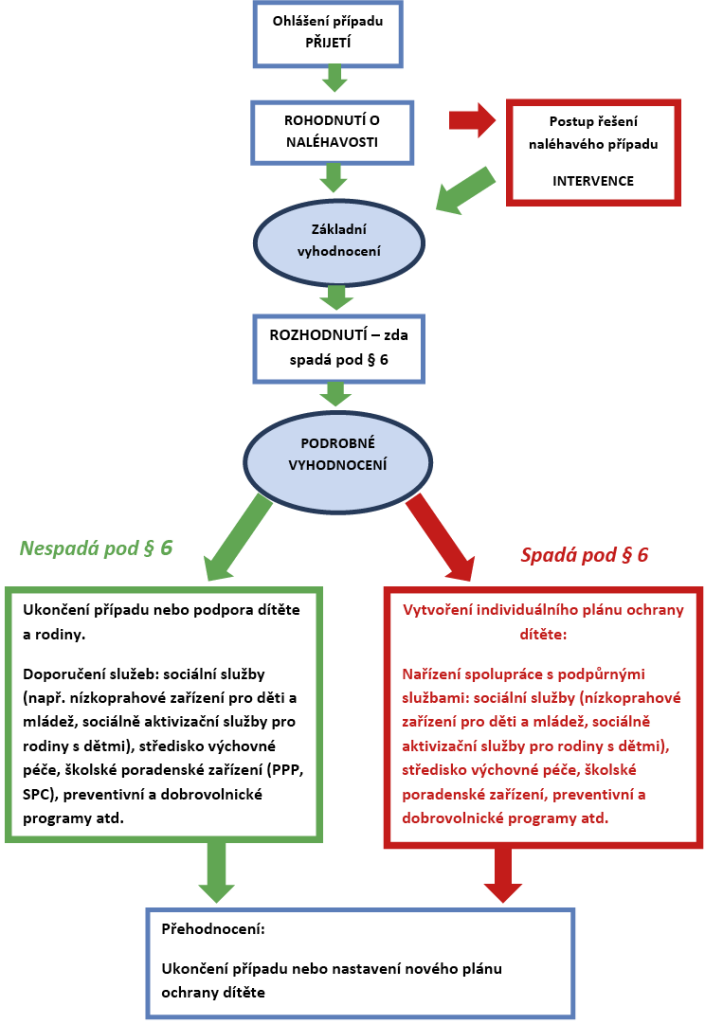 Ohlášení případu
PŘIJETÍ
ROHODNUTÍ O
NALÉHAVOSTI
Postup řešení
naléhavého případu
INTERVENCE
Základní
vyhodnocení
ROZHODNUTÍ – zda
spadá pod § 6
PODROBNÉ
VYHODNOCENÍ
Nespadá pod § 6
Spadá pod § 6
Ukončení případu nebo podpora dítěte
a rodiny.
Doporučení služeb: sociální služby
(např. nízkoprahové zařízení pro děti a
mládež, sociálně aktivizační služby pro
rodiny s dětmi), středisko výchovné
péče, školské poradenské zařízení (PPP,
SPC), preventivní a dobrovolnické
programy atd.
Vytvoření individuálního plánu ochrany
dítěte:
Nařízení spolupráce s podpůrnými
službami: sociální služby (nízkoprahové
zařízení pro děti a mládež, sociálně
aktivizační služby pro rodiny s dětmi),
středisko výchovné péče, školské
poradenské zařízení, preventivní a
dobrovolnické programy atd.
Přehodnocení:
Ukončení případu nebo nastavení nového plánu
ochrany dítěte